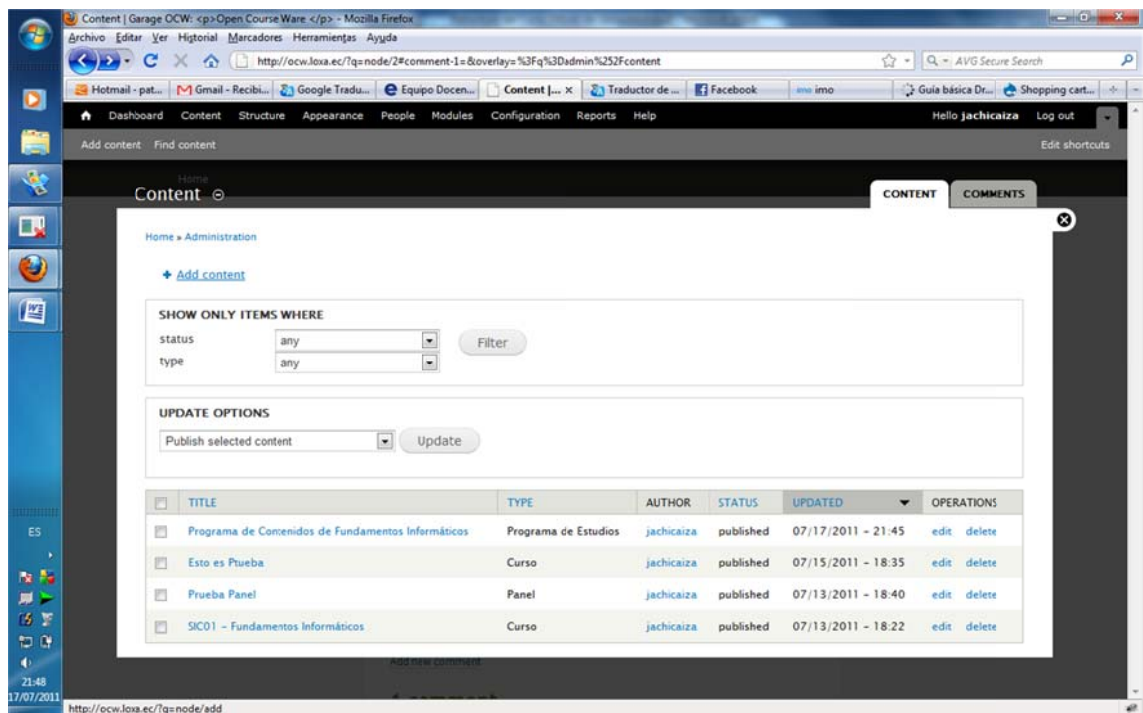 Content | Garage OCW: <p>Open Course Ware </p> - Mozilla Firefox
Archivo Editar Ver Historial Marcadores Herramientas Ayuda
http://ocw.loxa.ec/?q=node/2#comment-1=&overlay=%3Fq%3Dadmin%252Fcontent AVG Secure Search
Hotmail - pat... Gmail - Recibi... Google Tradu... Equipo Docen... Content |... x Traductor de ... Facebook imo imo Guía básica Dr... Shopping cart...
Dashboard Content Structure Appearance People Modules Configuration Reports Help Hello jachicaiza Log out
Add content Find content Edit shortcuts
Home
Content CONTENT COMMENTS
Home » Administration
Add content
SHOW ONLY ITEMS WHERE
status any Filter
type any
UPDATE OPTIONS
Publish selected content Update
TITLE TYPE AUTHOR STATUS UPDATED OPERATIONS
Programa de Contenidos de Fundamentos Informáticos Programa de Estudios jachicaiza published 07/17/2011 - 21:45 edit delete
Esto es Prueba Curso jachicaiza published 07/15/2011 - 18:35 edit delete
Prueba Panel Panel jachicaiza published 07/13/2011 - 18:40 edit delete
SIC01 - Fundamentos Informáticos Curso jachicaiza published 07/13/2011 - 18:22 edit delete
Add new comment
1 comment
ES
21:48
17/07/2011
http://ocw.loxa.ec/?q=node/add